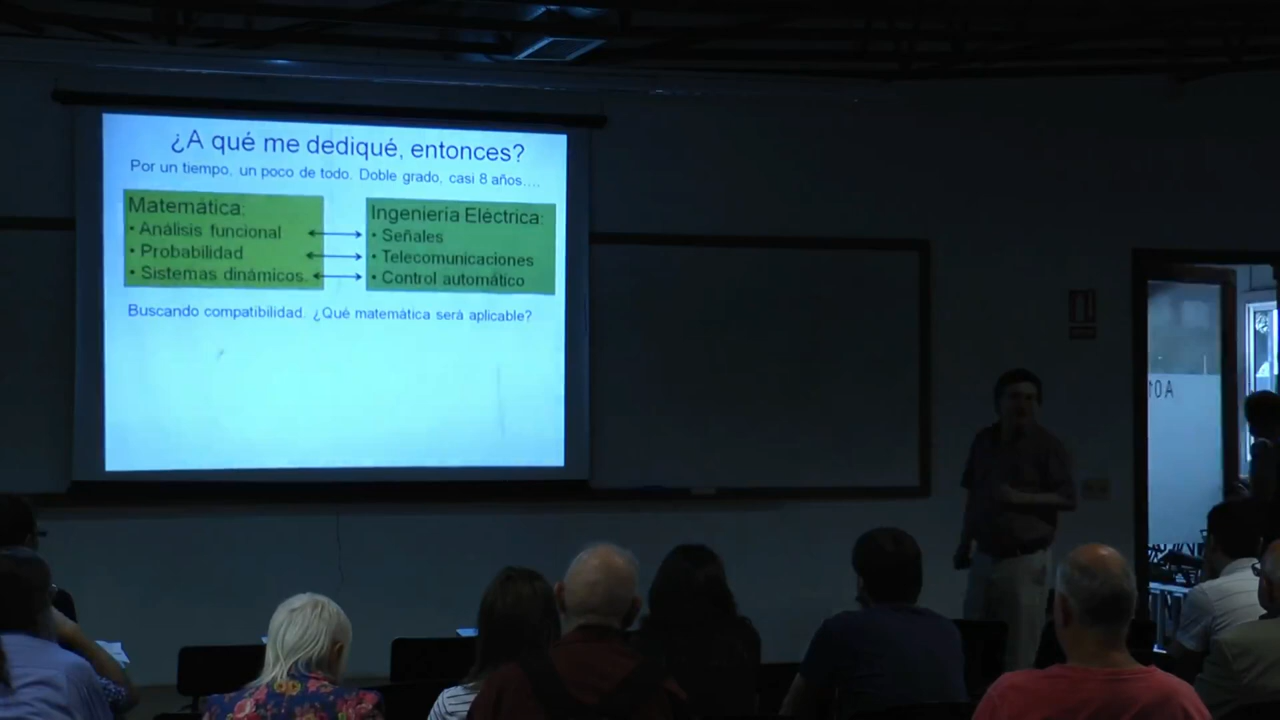 ¿A qué me dediqué, entonces?
Por un tiempo, un poco de todo. Doble grado, casi 8 años....
Matemática:
• Análisis funcional
• Probabilidad
• Sistemas dinámicos.
Ingeniería Eléctrica:
• Señales
• Telecomunicaciones
• Control automático
Buscando compatibilidad. ¿Qué matemática será aplicable?
A01